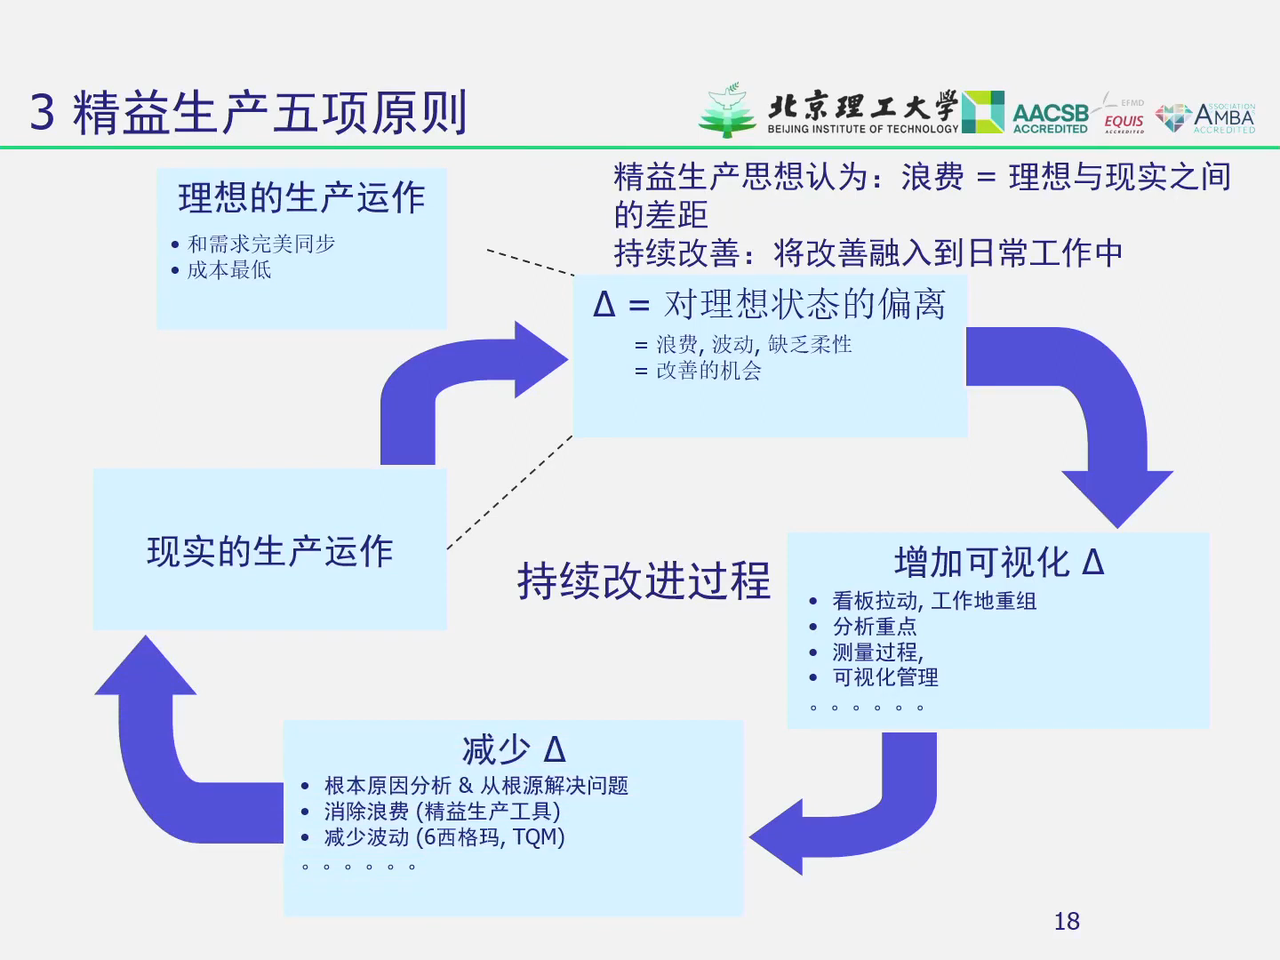 3 精益生产五项原则
北京理工大學
BEIJING INSTITUTE OF TECHNOLOGY
AACSB
ACCREDITED
EFMD
EQUIS
ACCREDITED
ASSOCIATION
AMBA
ACCREDITED
理想的生产运作
• 和需求完美同步
• 成本最低
精益生产思想认为：浪费 = 理想与现实之间
的差距
持续改善：将改善融入到日常工作中
Δ = 对理想状态的偏离
= 浪费, 波动, 缺乏柔性
= 改善的机会
现实的生产运作
持续改进过程
增加可视化 Δ
• 看板拉动, 工作地重组
• 分析重点
• 测量过程,
• 可视化管理
。。。。。。
减少 Δ
• 根本原因分析 & 从根源解决问题
• 消除浪费 (精益生产工具)
• 减少波动 (6西格玛, TQM)
。。。。。。
18